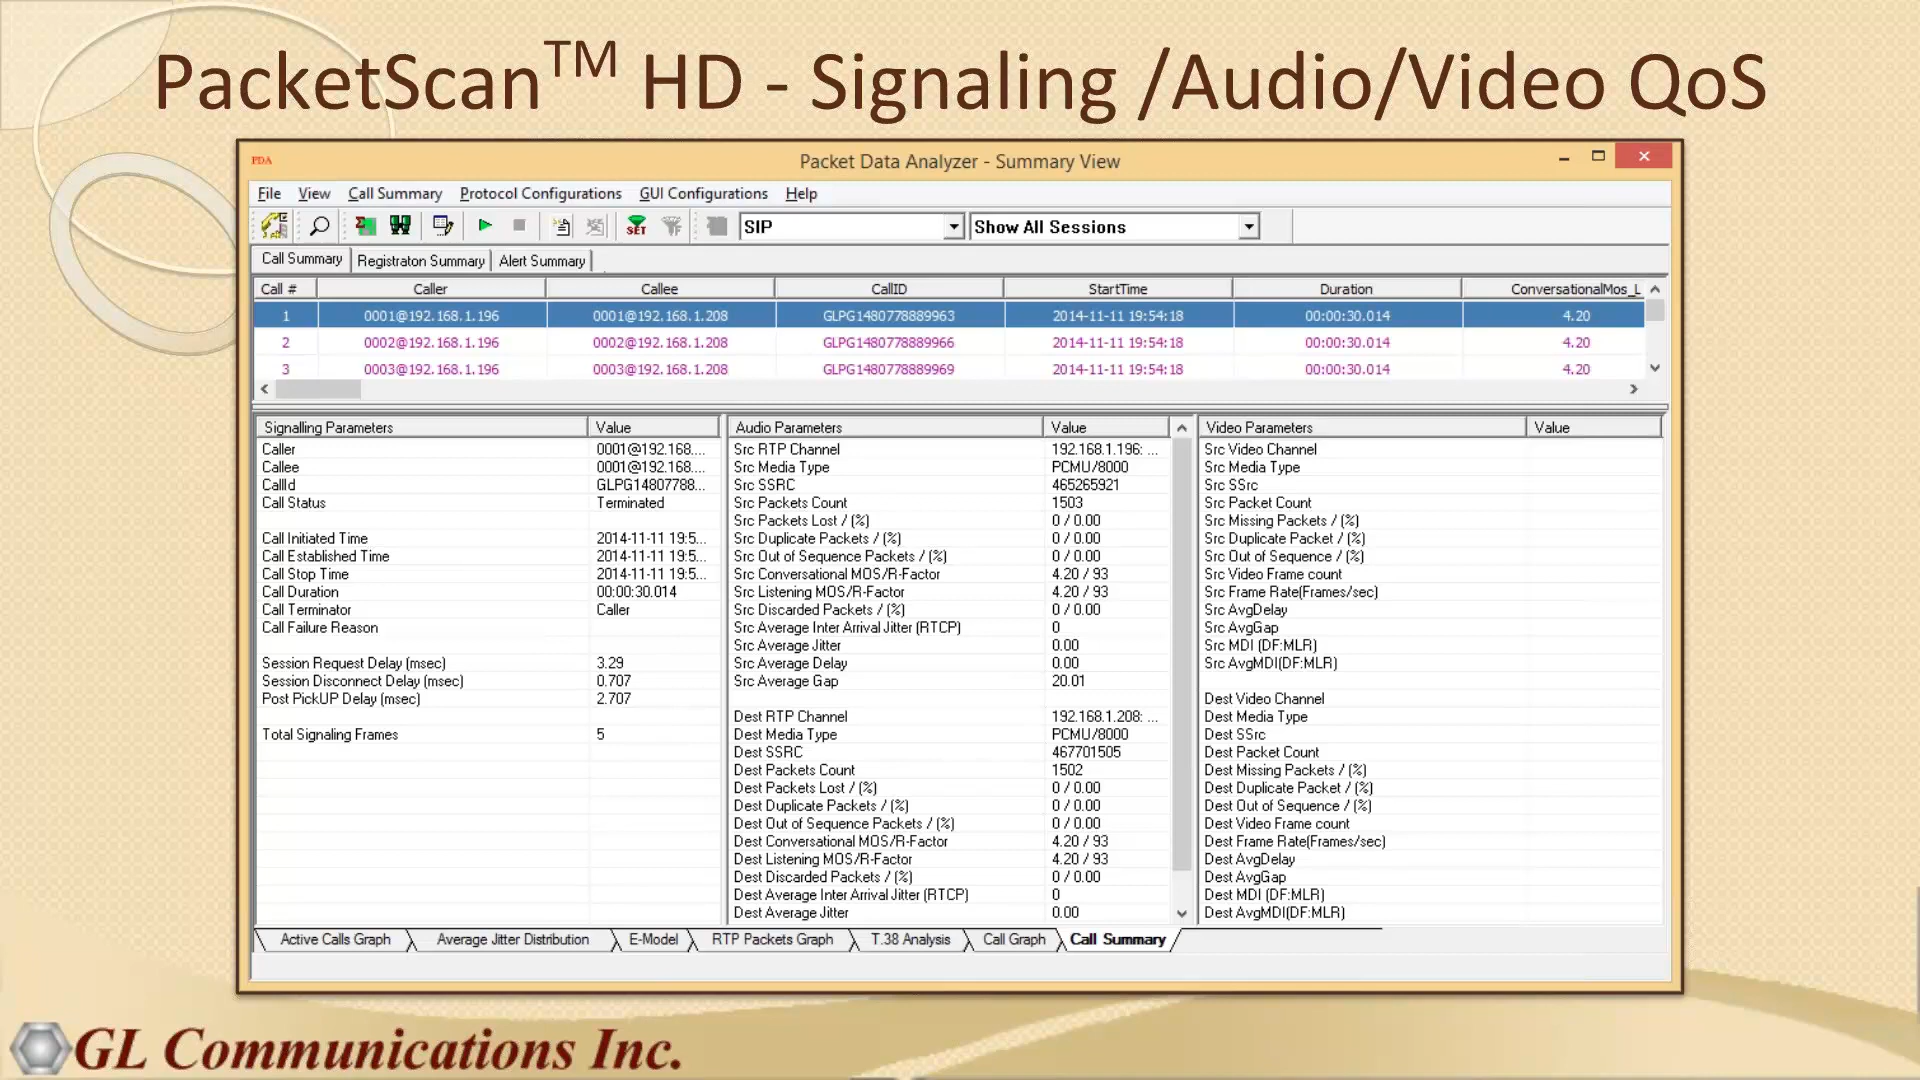 PacketScan™ HD - Signaling /Audio/Video QoS
PDA
Packet Data Analyzer - Summary View
File View Call Summary Protocol Configurations GUI Configurations Help
SET SIP Show All Sessions
Call Summary Registraton Summary Alert Summary
Call # Caller Callee CallID StartTime Duration ConversationalMos_L
1 0001@192.168.1.196 0001@192.168.1.208 GLPG1480778889963 2014-11-11 19:54:18 00:00:30.014 4.20
2 0002@192.168.1.196 0002@192.168.1.208 GLPG1480778889966 2014-11-11 19:54:18 00:00:30.014 4.20
3 0003@192.168.1.196 0003@192.168.1.208 GLPG1480778889969 2014-11-11 19:54:18 00:00:30.014 4.20
Signalling Parameters Value
Caller 0001@192.168....
Callee 0001@192.168....
CallId GLPG14807788...
Call Status Terminated
Call Initiated Time 2014-11-11 19:5...
Call Established Time 2014-11-11 19:5...
Call Stop Time 2014-11-11 19:5...
Call Duration 00:00:30.014
Call Terminator Caller
Call Failure Reason
Session Request Delay (msec) 3.29
Session Disconnect Delay (msec) 0.707
Post PickUP Delay (msec) 2.707
Total Signaling Frames 5
Audio Parameters Value
Src RTP Channel 192.168.1.196: ...
Src Media Type PCMU/8000
Src SSRC 465265921
Src Packets Count 1503
Src Packets Lost / (%) 0 / 0.00
Src Duplicate Packets / (%) 0 / 0.00
Src Out of Sequence Packets / (%) 0 / 0.00
Src Conversational MOS/R-Factor 4.20 / 93
Src Listening MOS/R-Factor 4.20 / 93
Src Discarded Packets / (%) 0 / 0.00
Src Average Inter Arrival Jitter (RTCP) 0
Src Average Jitter 0.00
Src Average Delay 0.00
Src Average Gap 20.01
Dest RTP Channel 192.168.1.208: ...
Dest Media Type PCMU/8000
Dest SSRC 467701505
Dest Packets Count 1502
Dest Packets Lost / (%) 0 / 0.00
Dest Duplicate Packets / (%) 0 / 0.00
Dest Out of Sequence Packets / (%) 0 / 0.00
Dest Conversational MOS/R-Factor 4.20 / 93
Dest Listening MOS/R-Factor 4.20 / 93
Dest Discarded Packets / (%) 0 / 0.00
Dest Average Inter Arrival Jitter (RTCP) 0
Dest Average Jitter 0.00
Video Parameters Value
Src Video Channel
Src Media Type
Src SSrc
Src Packet Count
Src Missing Packets / (%)
Src Duplicate Packet / (%)
Src Out of Sequence / (%)
Src Video Frame count
Src Frame Rate(Frames/sec)
Src AvgDelay
Src AvgGap
Src MDI (DF:MLR)
Src AvgMDI(DF:MLR)
Dest Video Channel
Dest Media Type
Dest SSrc
Dest Packet Count
Dest Missing Packets / (%)
Dest Duplicate Packet / (%)
Dest Out of Sequence / (%)
Dest Video Frame count
Dest Frame Rate(Frames/sec)
Dest AvgDelay
Dest AvgGap
Dest MDI (DF:MLR)
Dest AvgMDI(DF:MLR)
Active Calls Graph Average Jitter Distribution E-Model RTP Packets Graph T.38 Analysis Call Graph Call Summary
GL Communications Inc.